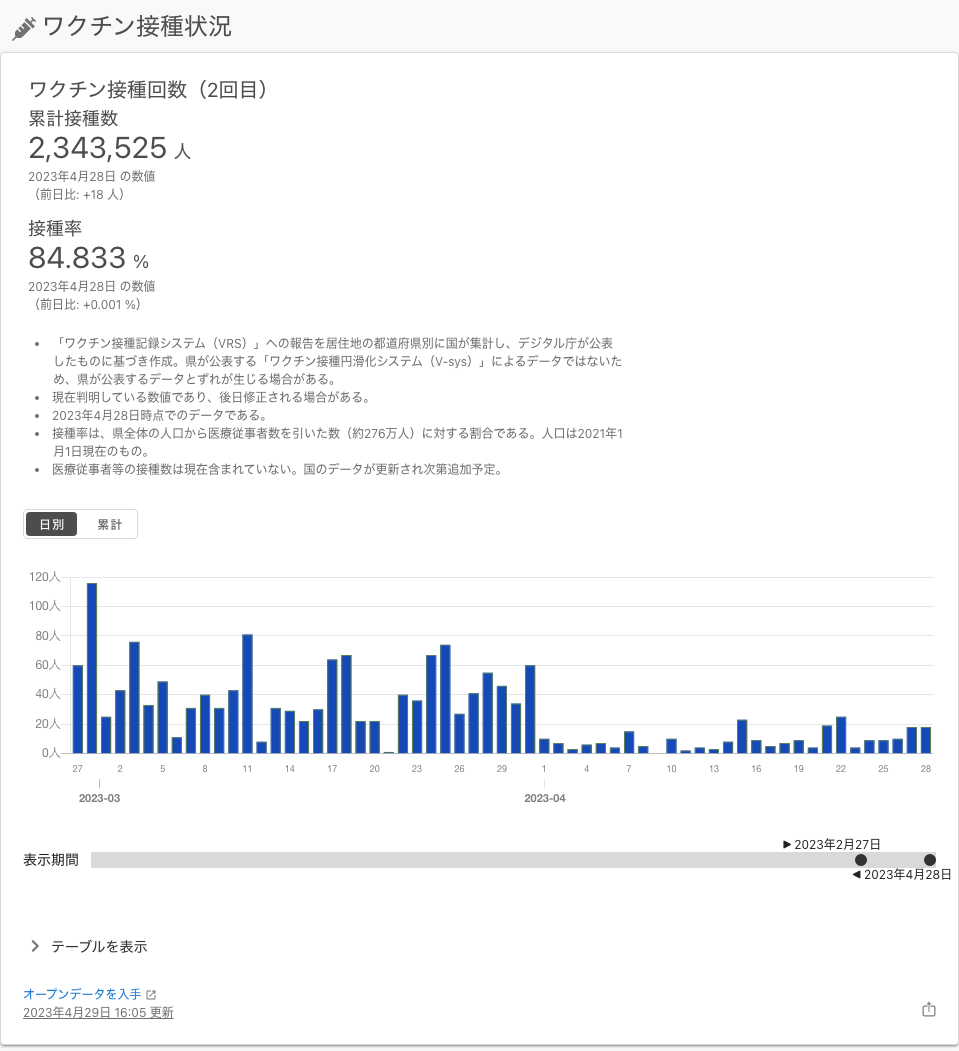 ワクチン接種状況
ワクチン接種回数（2回目）
累計接種数
2,343,525 人
2023年4月28日 の数値
（前日比: +18 人）
接種率
84.833 %
2023年4月28日 の数値
（前日比: +0.001 %）
• 「ワクチン接種記録システム（VRS）」への報告を居住地の都道府県別に国が集計し、デジタル庁が公表
したものに基づき作成。県が公表する「ワクチン接種円滑化システム（V-sys）」によるデータではないた
め、県が公表するデータとずれが生じる場合がある。
• 現在判明している数値であり、後日修正される場合がある。
• 2023年4月28日時点でのデータである。
• 接種率は、県全体の人口から医療従事者数を引いた数（約276万人）に対する割合である。人口は2021年1
月1日現在のもの。
• 医療従事者等の接種数は現在含まれていない。国のデータが更新され次第追加予定。
日別 累計
120人
100人
80人
60人
40人
20人
0人
27 2 5 8 11 14 17 20 23 26 29 1 4 7 10 13 16 19 22 25 28
2023-03 2023-04
2023年2月27日
表示期間
2023年4月28日
テーブルを表示
オープンデータを入手
2023年4月29日 16:05 更新